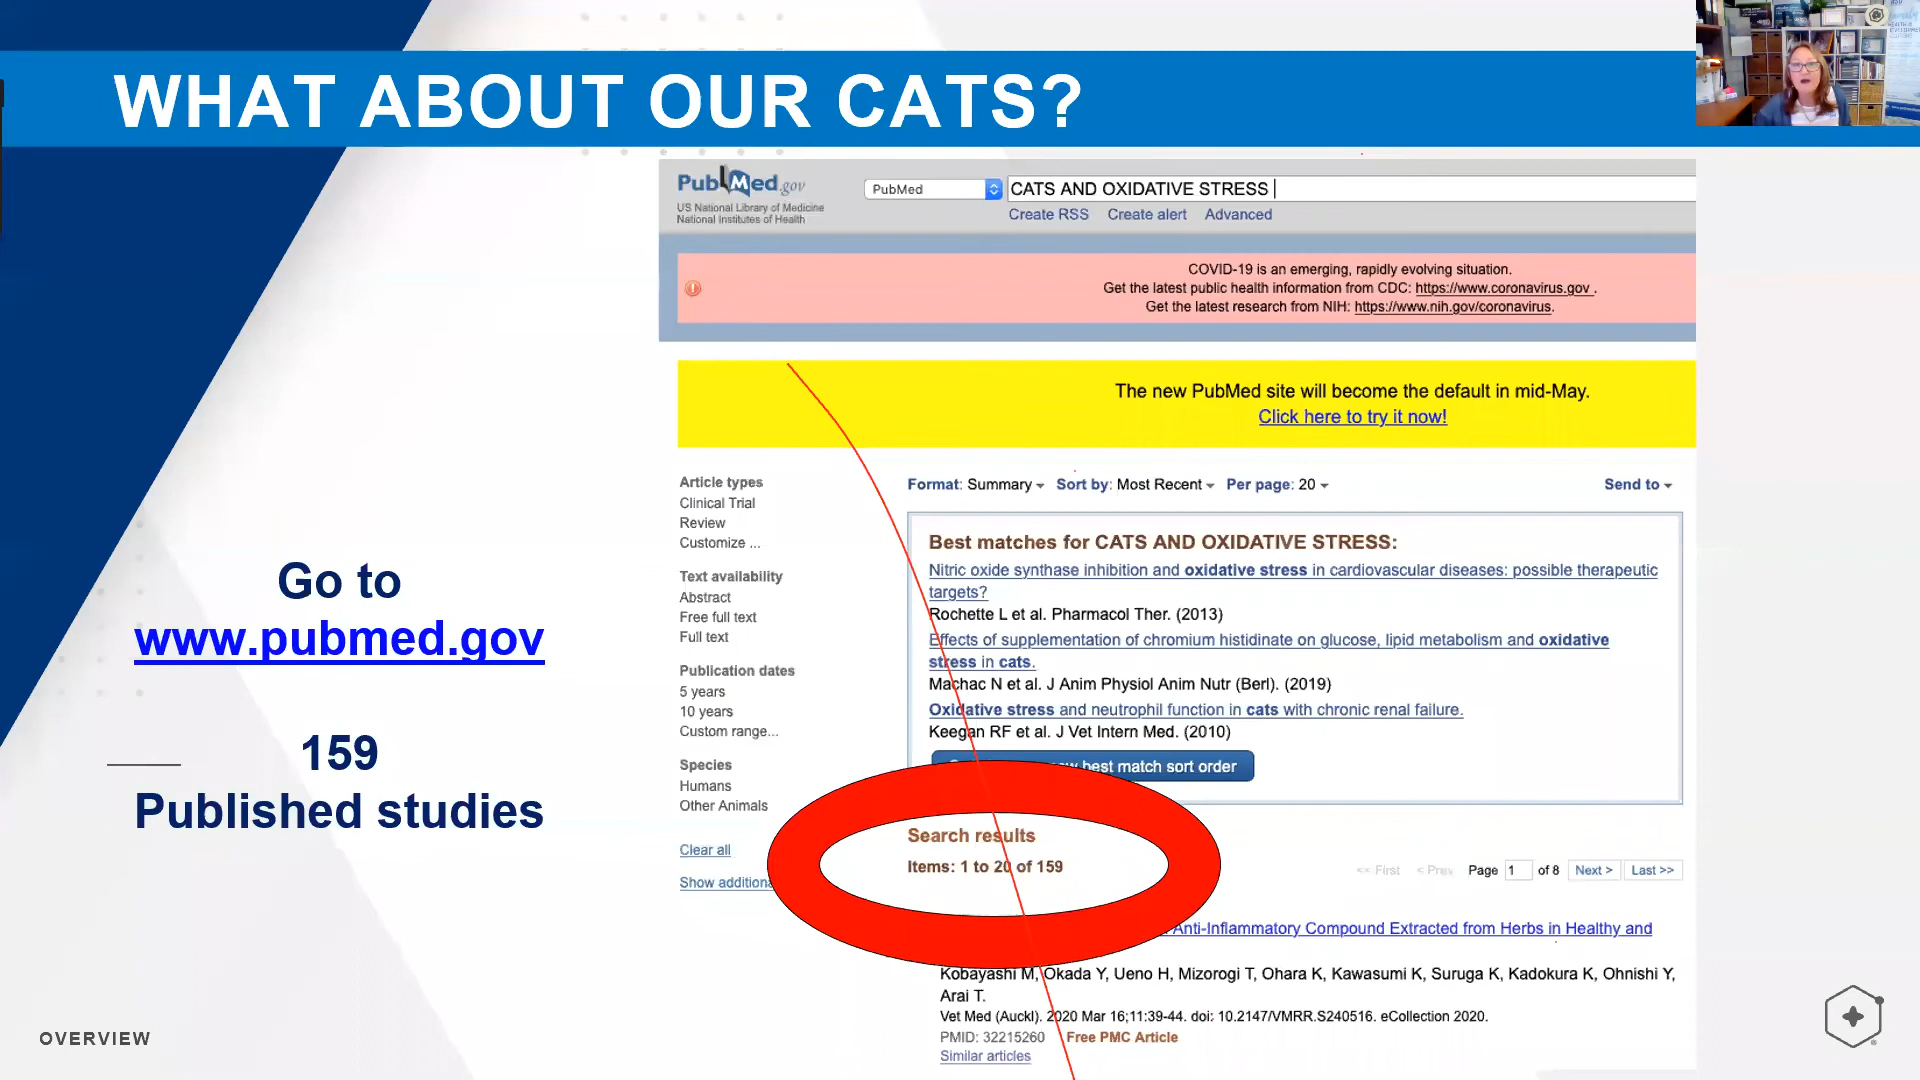 WHAT ABOUT OUR CATS?
PubMed.gov
US National Library of Medicine
National Institutes of Health
PubMed
CATS AND OXIDATIVE STRESS
Create RSS Create alert Advanced
COVID-19 is an emerging, rapidly evolving situation.
Get the latest public health information from CDC: https://www.coronavirus.gov .
Get the latest research from NIH: https://www.nih.gov/coronavirus.
The new PubMed site will become the default in mid-May.
Click here to try it now!
Article types
Clinical Trial
Review
Customize ...
Text availability
Abstract
Free full text
Full text
Publication dates
5 years
10 years
Custom range...
Species
Humans
Other Animals
Clear all
Show
Format: Summary Sort by: Most Recent Per page: 20 Send to
Best matches for CATS AND OXIDATIVE STRESS:
Nitric oxide synthase inhibition and oxidative stress in cardiovascular diseases: possible therapeutic
targets?
Rochette L et al. Pharmacol Ther. (2013)
Effects of supplementation of chromium histidinate on glucose, lipid metabolism and oxidative
stress in cats.
Machac N et al. J Anim Physiol Anim Nutr (Berl). (2019)
Oxidative stress and neutrophil function in cats with chronic renal failure.
Keegan RF et al. J Vet Intern Med. (2010)
best match sort order
Search results
Items: 1 to 20 of 159
<< First < Prev Page 1 of 8 Next > Last >>
Anti-Inflammatory Compound Extracted from Herbs in Healthy and
Kobayashi M, Okada Y, Ueno H, Mizorogi T, Ohara K, Kawasumi K, Suruga K, Kadokura K, Ohnishi Y,
Arai T.
Vet Med (Auckl). 2020 Mar 16;11:39-44. doi: 10.2147/VMRR.S240516. eCollection 2020.
PMID: 32215260 Free PMC Article
Similar articles
Go to
www.pubmed.gov
159
Published studies
OVERVIEW